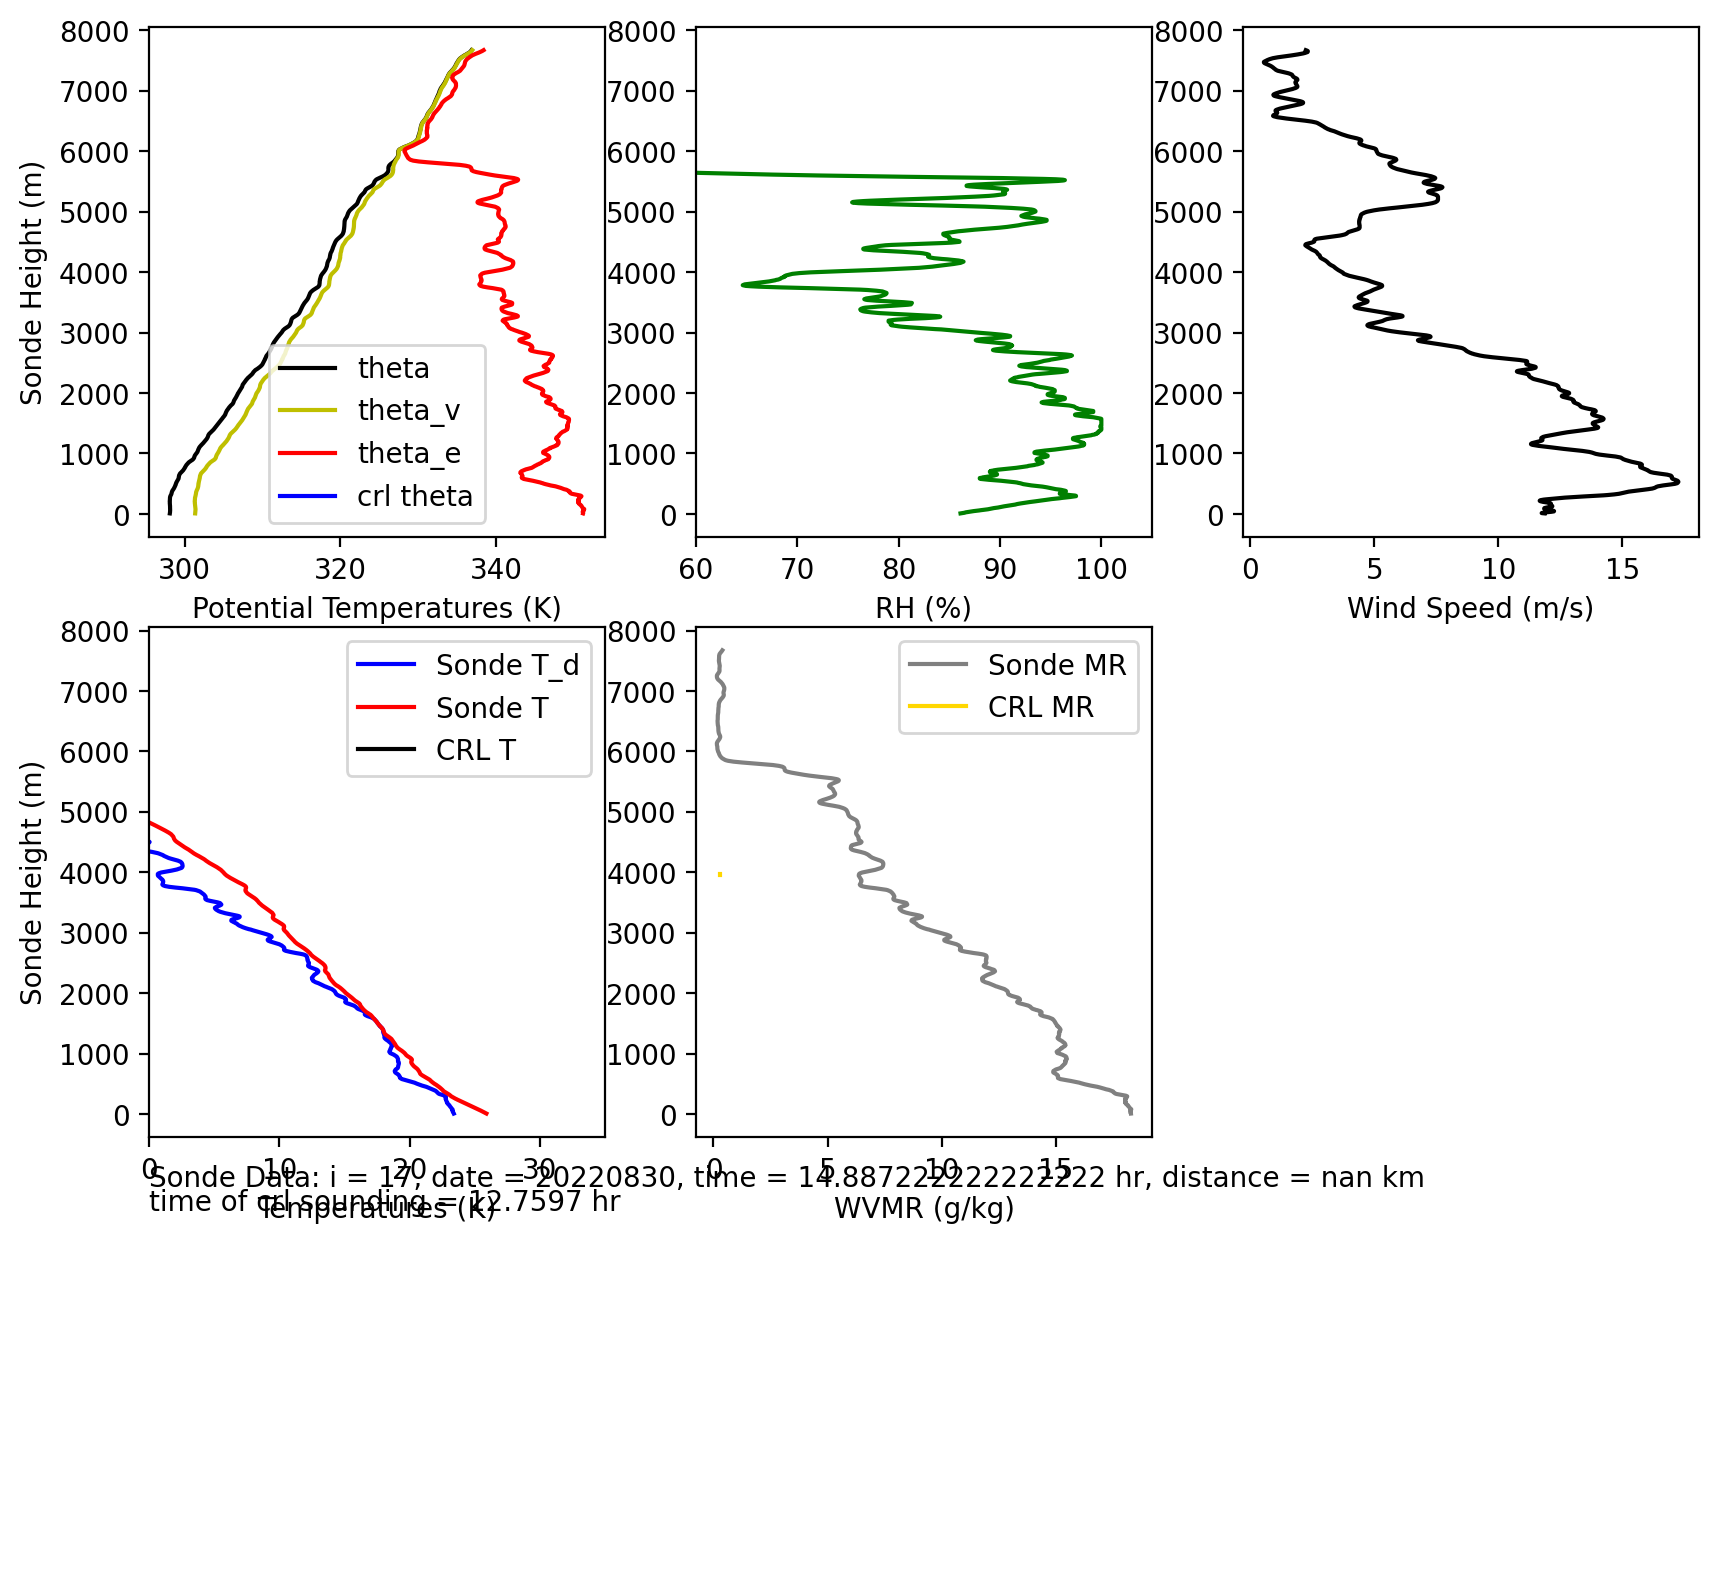 8000
7000
6000
5000
4000
3000
2000
1000
0
Sonde Height (m)
theta
theta_v
theta_e
crl theta
300 320 340
Potential Temperatures (K)
8000
7000
6000
5000
4000
3000
2000
1000
0
60 70 80 90 100
RH (%)
8000
7000
6000
5000
4000
3000
2000
1000
0
0 5 10 15
Wind Speed (m/s)
8000
7000
6000
5000
4000
3000
2000
1000
0
Sonde Height (m)
Sonde T_d
Sonde T
CRL T
0 10 20 30
Temperatures (K)
8000
7000
6000
5000
4000
3000
2000
1000
0
Sonde MR
CRL MR
0 5 10 15
WVMR (g/kg)
Sonde Data: i = 17, date = 20220830, time = 14.887222222222222 hr, distance = nan km
time of crl sounding = 12.7597 hr